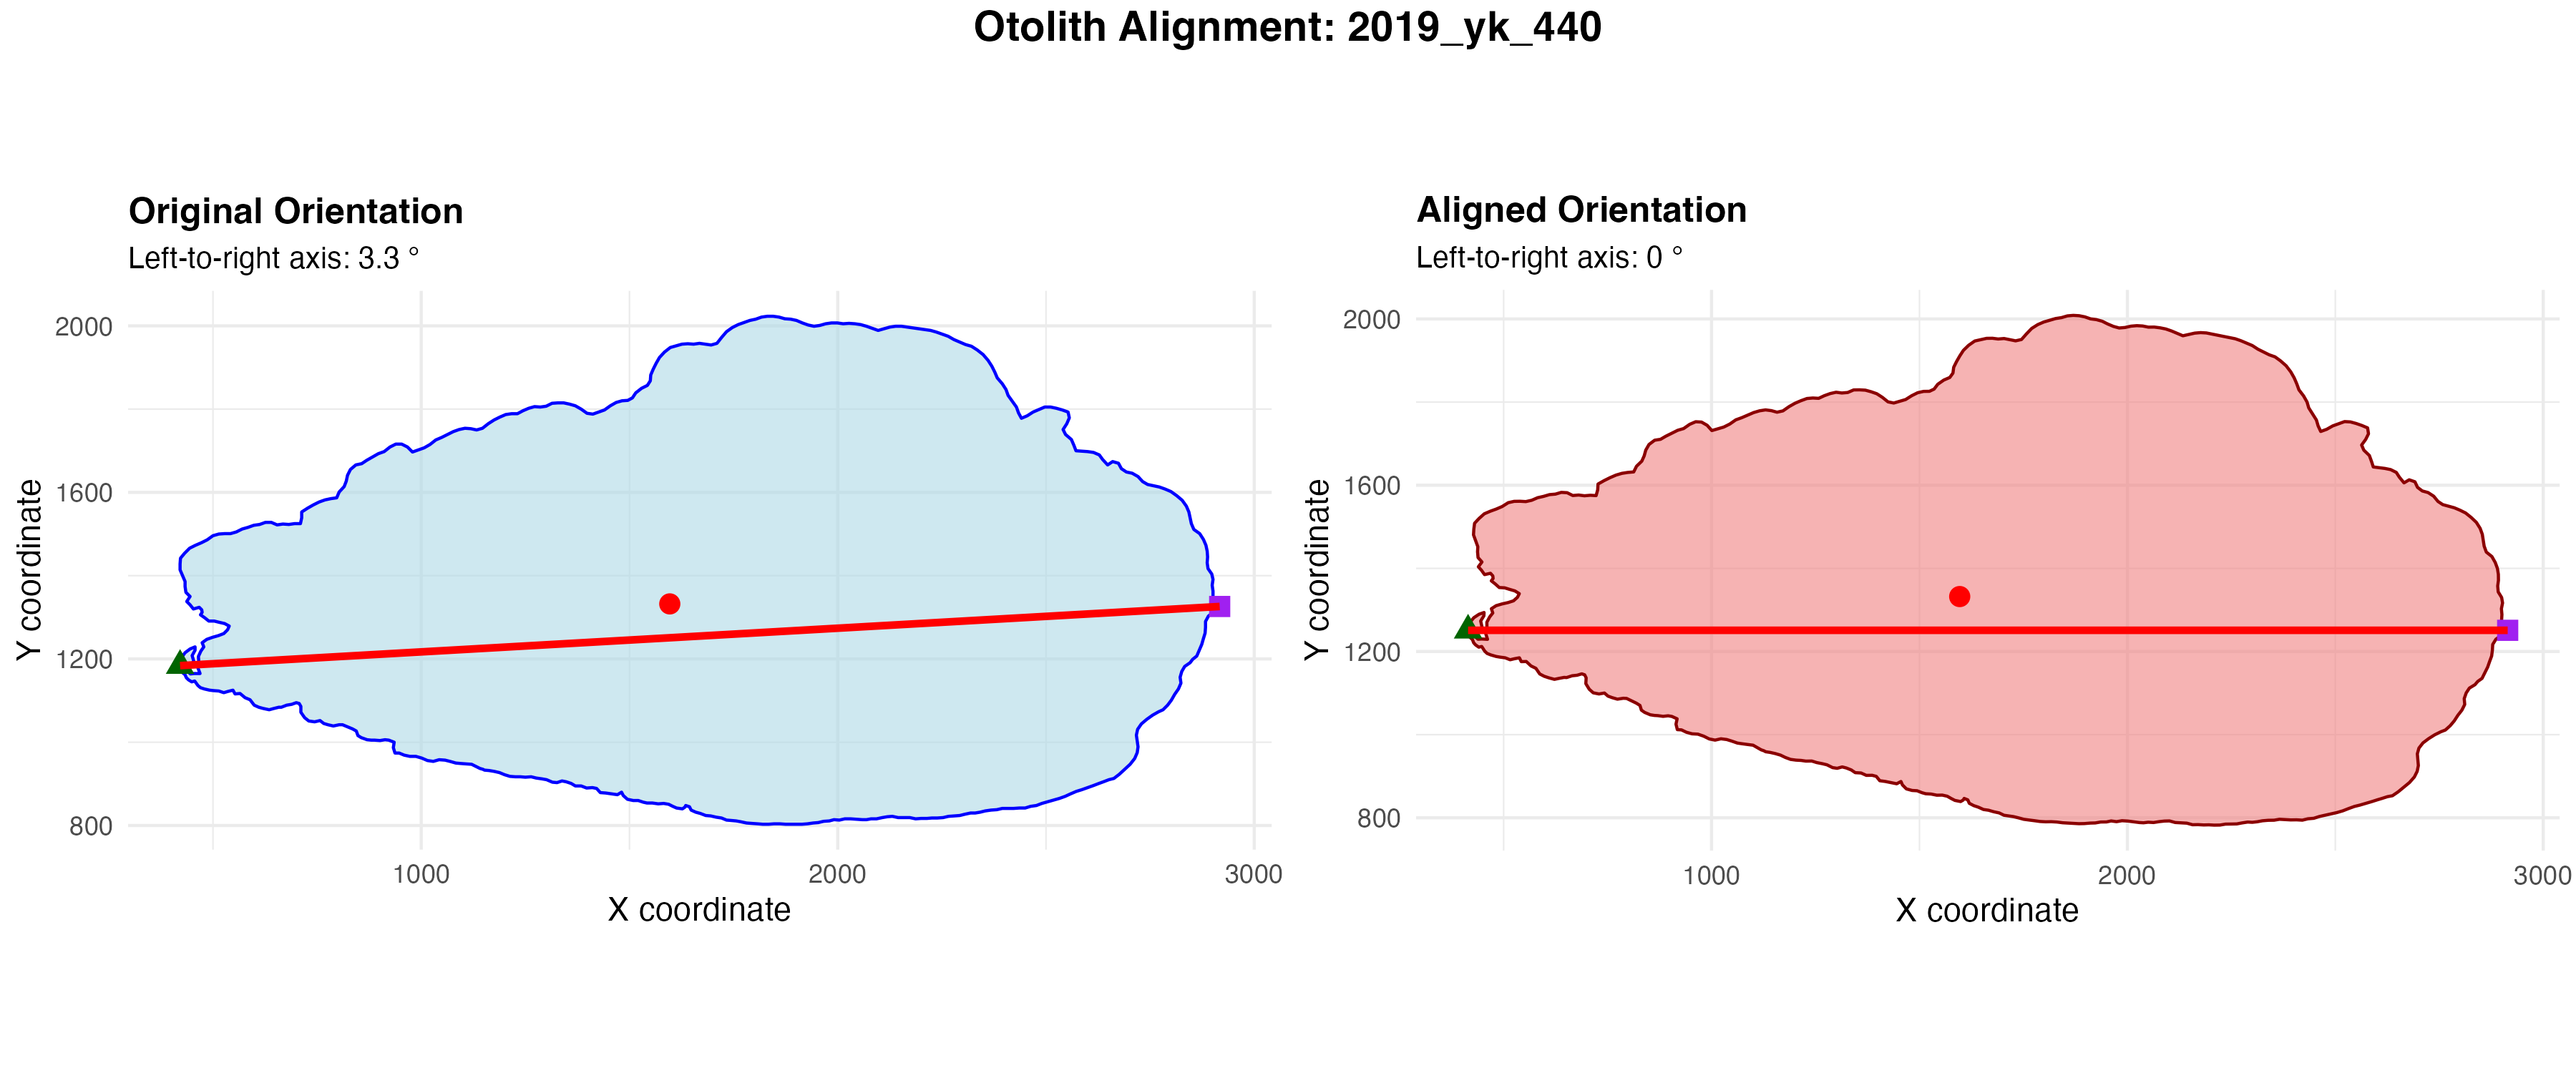 Otolith Alignment: 2019_yk_440
Original Orientation
Left-to-right axis: 3.3 °
2000
1600
1200
800
Y coordinate
1000
2000
3000
X coordinate
Aligned Orientation
Left-to-right axis: 0 °
2000
1600
1200
800
Y coordinate
1000
2000
3000
X coordinate